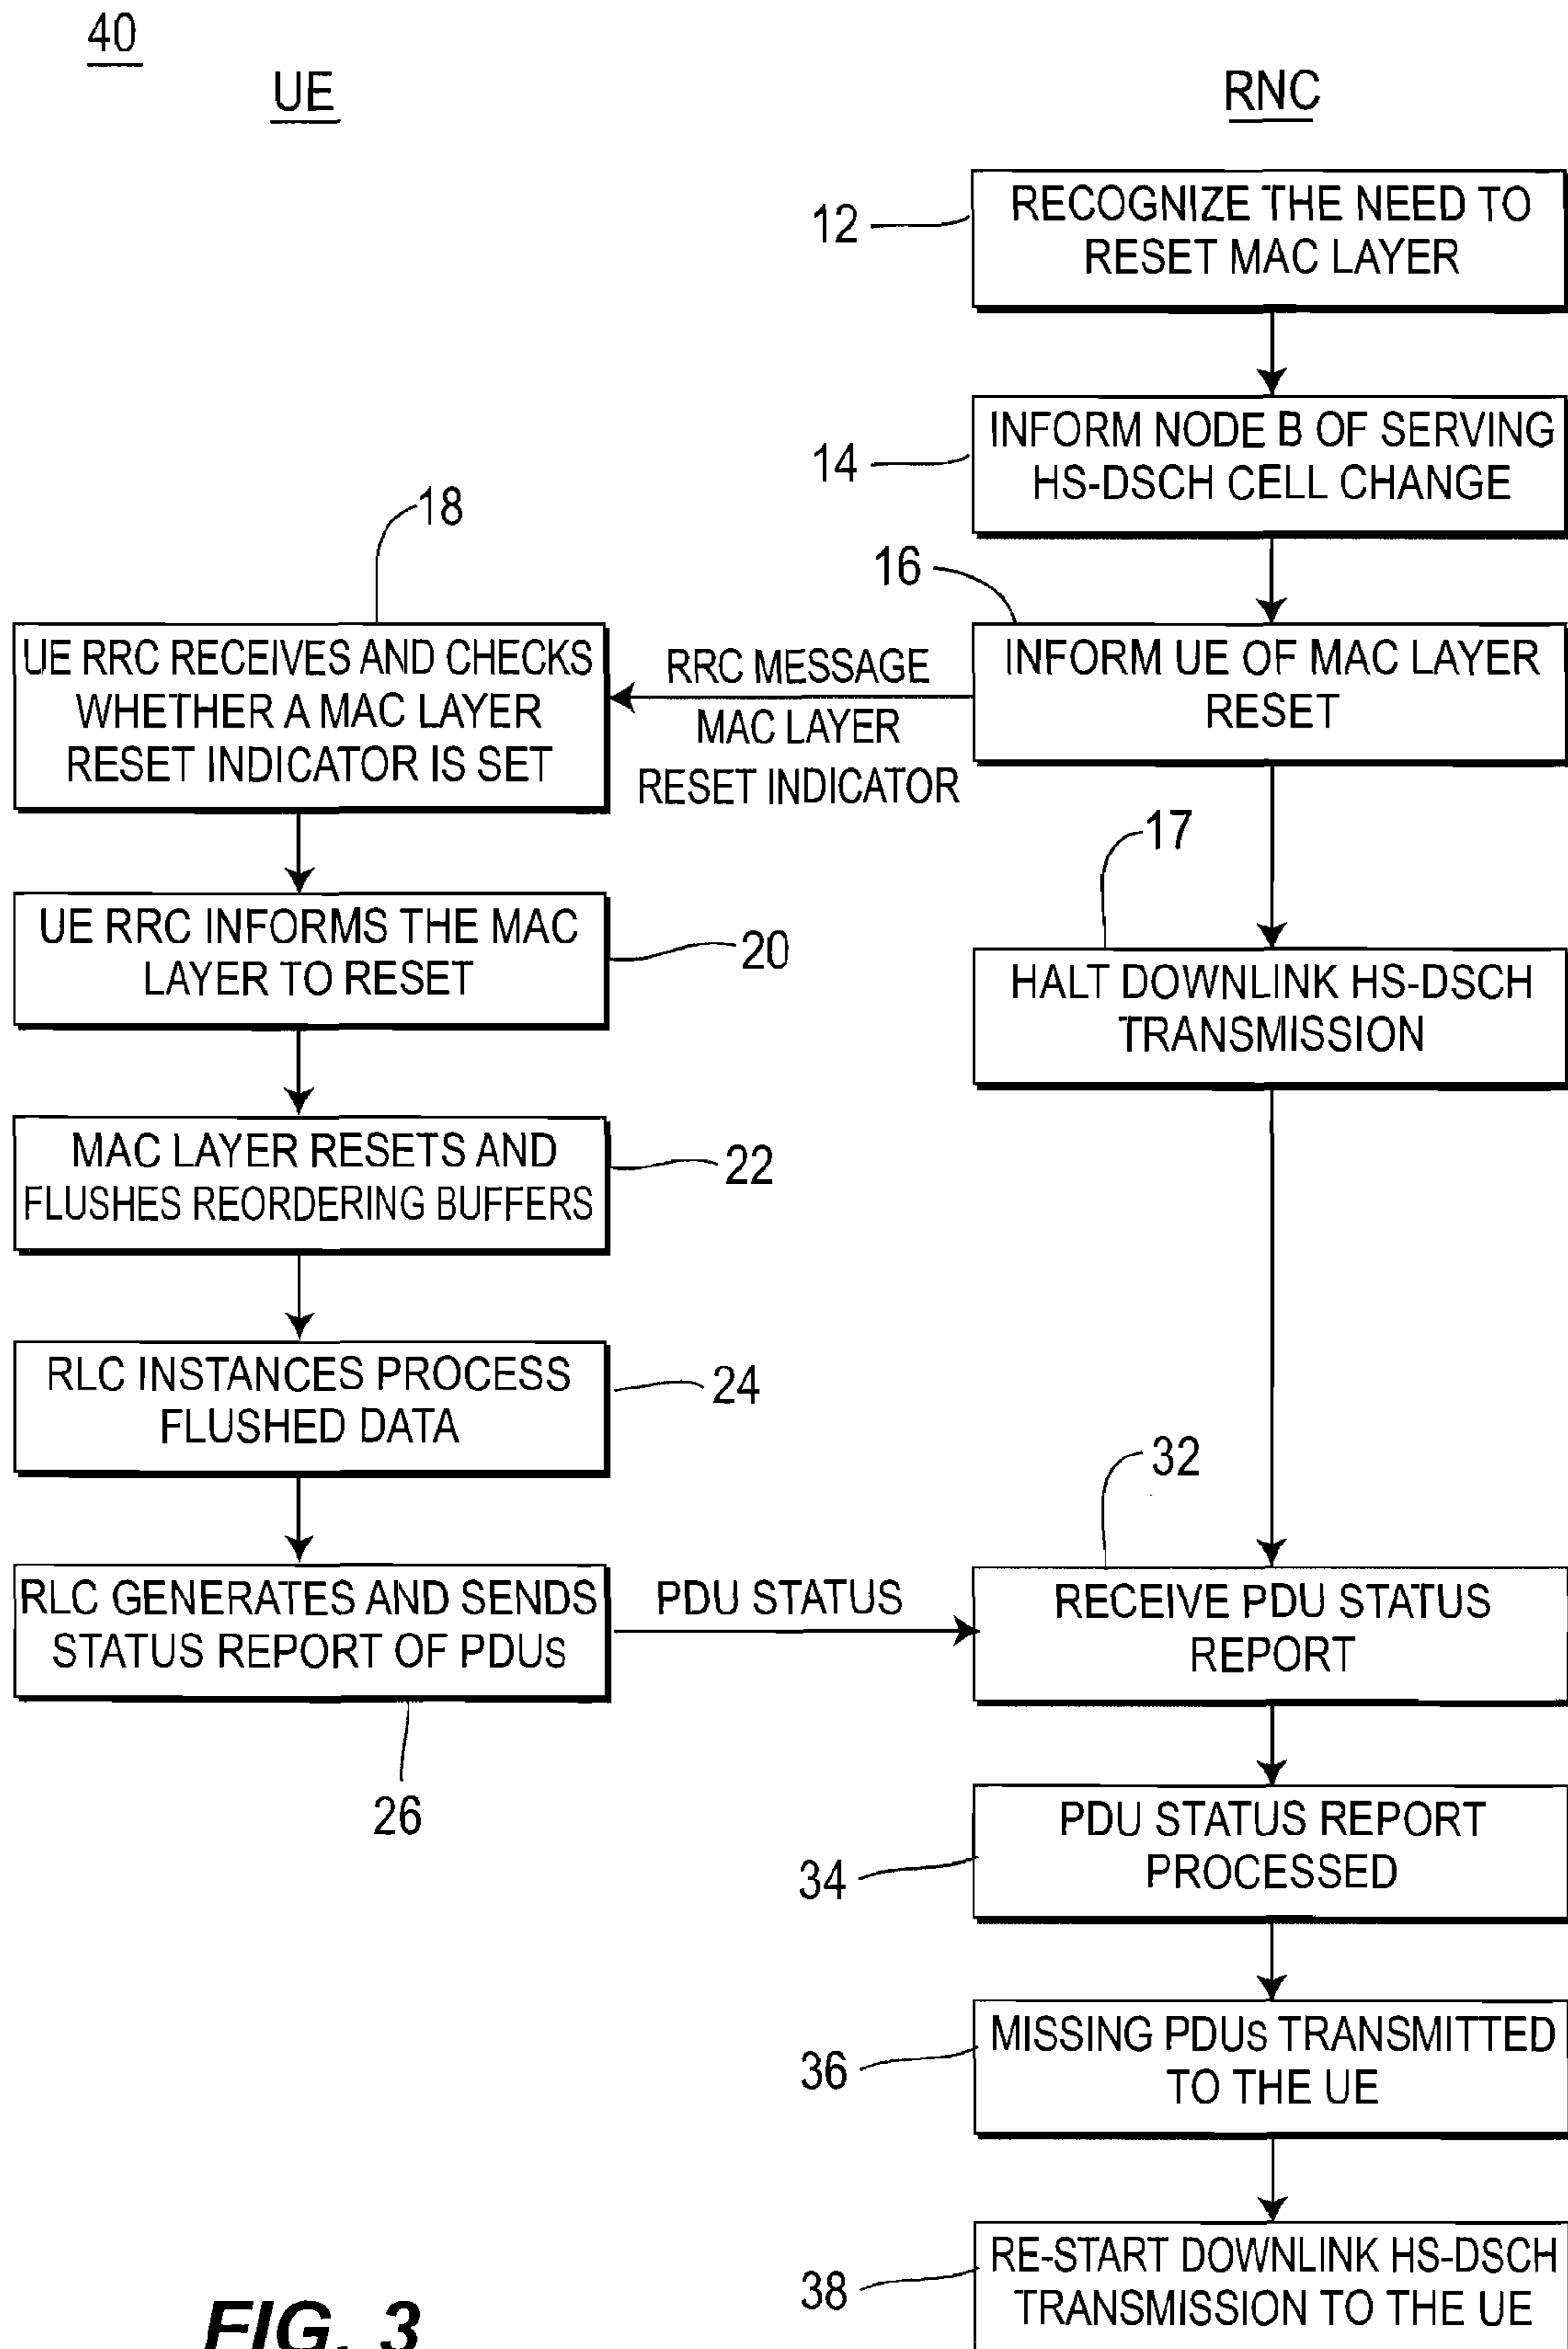 40
UE
RNC
12
RECOGNIZE THE NEED TO
RESET MAC LAYER
14
INFORM NODE B OF SERVING
HS-DSCH CELL CHANGE
16
INFORM UE OF MAC LAYER
RESET
RRC MESSAGE
MAC LAYER
RESET INDICATOR
18
UE RRC RECEIVES AND CHECKS
WHETHER A MAC LAYER
RESET INDICATOR IS SET
17
HALT DOWNLINK HS-DSCH
TRANSMISSION
UE RRC INFORMS THE MAC
LAYER TO RESET
20
MAC LAYER RESETS AND
FLUSHES REORDERING BUFFERS
22
RLC INSTANCES PROCESS
FLUSHED DATA
24
RLC GENERATES AND SENDS
STATUS REPORT OF PDUs
26
PDU STATUS
32
RECEIVE PDU STATUS
REPORT
34
PDU STATUS REPORT
PROCESSED
36
MISSING PDUs TRANSMITTED
TO THE UE
38
RE-START DOWNLINK HS-DSCH
TRANSMISSION TO THE UE
FIG. 3